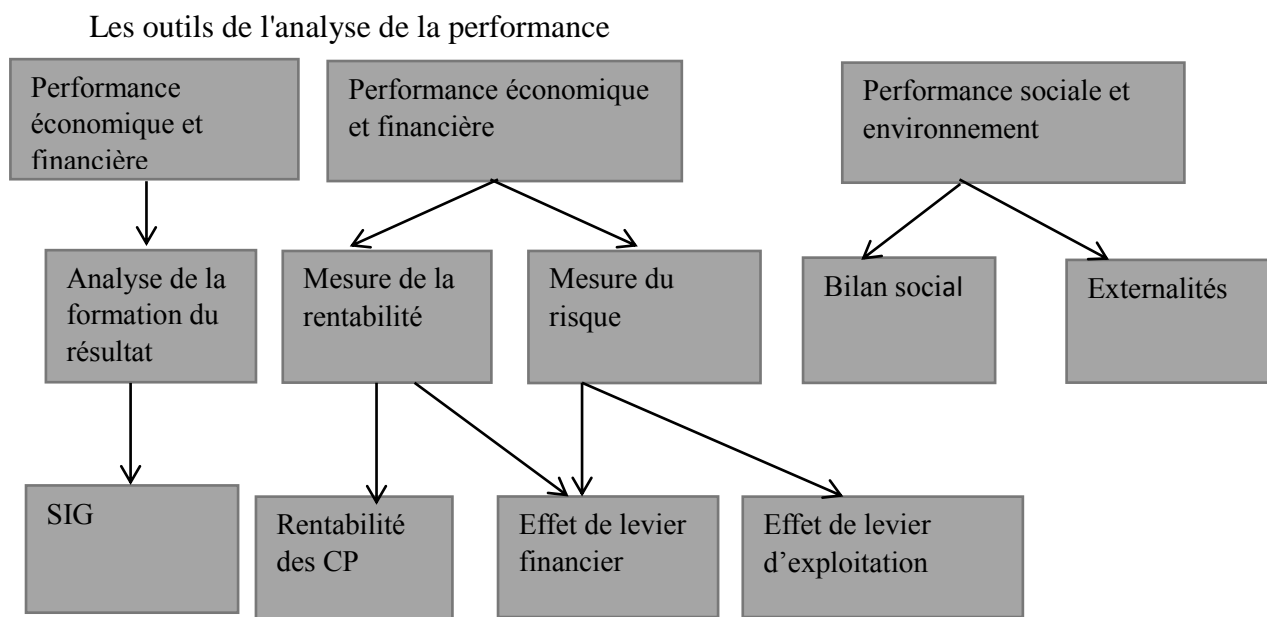 Les outils de l'analyse de la performance
Performance
économique et
financière
Performance économique
et financière
Performance sociale et
environnement
Analyse de la
formation du
résultat
Mesure de la
rentabilité
Mesure du
risque
Bilan social
Externalités
SIG
Rentabilité
des CP
Effet de levier
financier
Effet de levier
d’exploitation